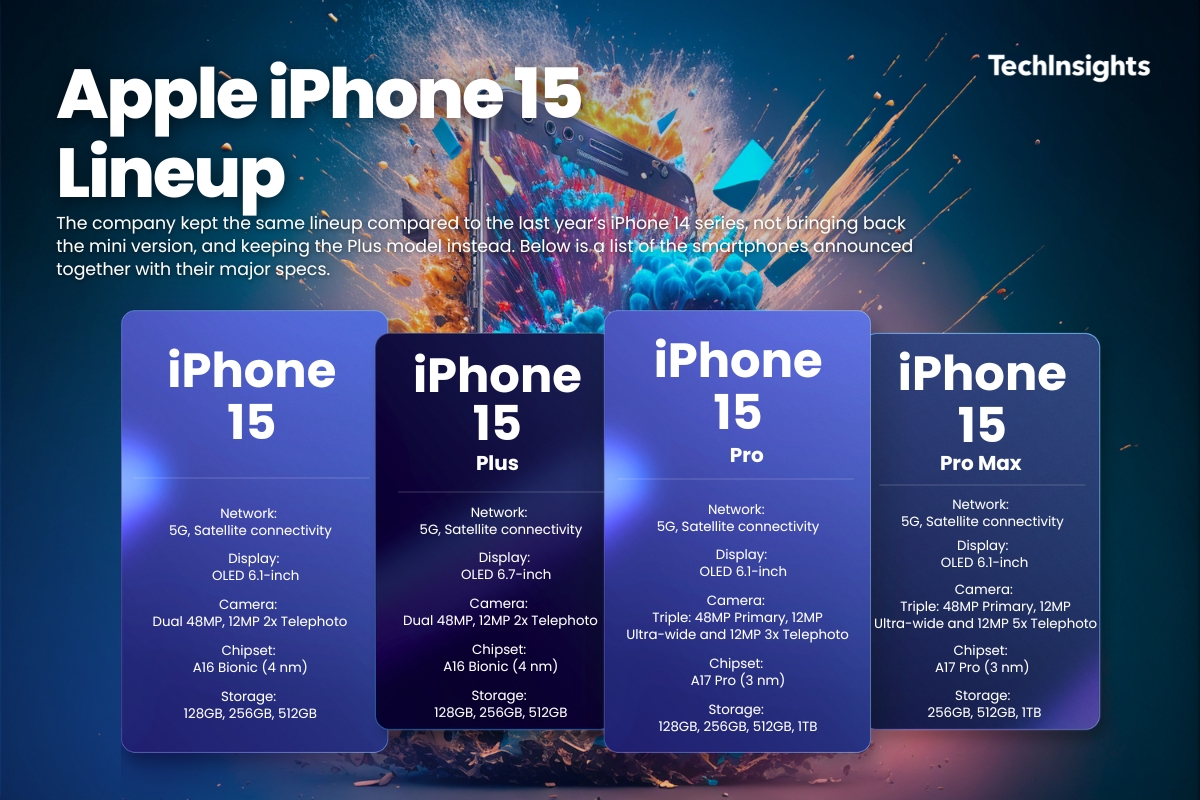 TechInsights
Apple iPhone 15
Lineup
The company kept the same lineup compared to the last year's iPhone 14 series, not bringing back
the mini version, and keeping the Plus model instead. Below is a list of the smartphones announced
together with their major specs.
iPhone
15
Network:
5G, Satellite connectivity
Display:
OLED 6.1-inch
Camera:
Dual 48MP, 12MP 2x Telephoto
Chipset:
A16 Bionic (4 nm)
Storage:
128GB, 256GB, 512GB
iPhone
15
Plus
Network:
5G, Satellite connectivity
Display:
OLED 6.7-inch
Camera:
Dual 48MP, 12MP 2x Telephoto
Chipset:
A16 Bionic (4 nm)
Storage:
128GB, 256GB, 512GB
iPhone
15
Pro
Network:
5G, Satellite connectivity
Display:
OLED 6.1-inch
Camera:
Triple: 48MP Primary, 12MP
Ultra-wide and 12MP 3x Telephoto
Chipset:
A17 Pro (3 nm)
Storage:
128GB, 256GB, 512GB, 1TB
iPhone
15
Pro Max
Network:
5G, Satellite connectivity
Display:
OLED 6.1-inch
Camera:
Triple: 48MP Primary, 12MP
Ultra-wide and 12MP 5x Telephoto
Chipset:
A17 Pro (3 nm)
Storage:
256GB, 512GB, 1TB